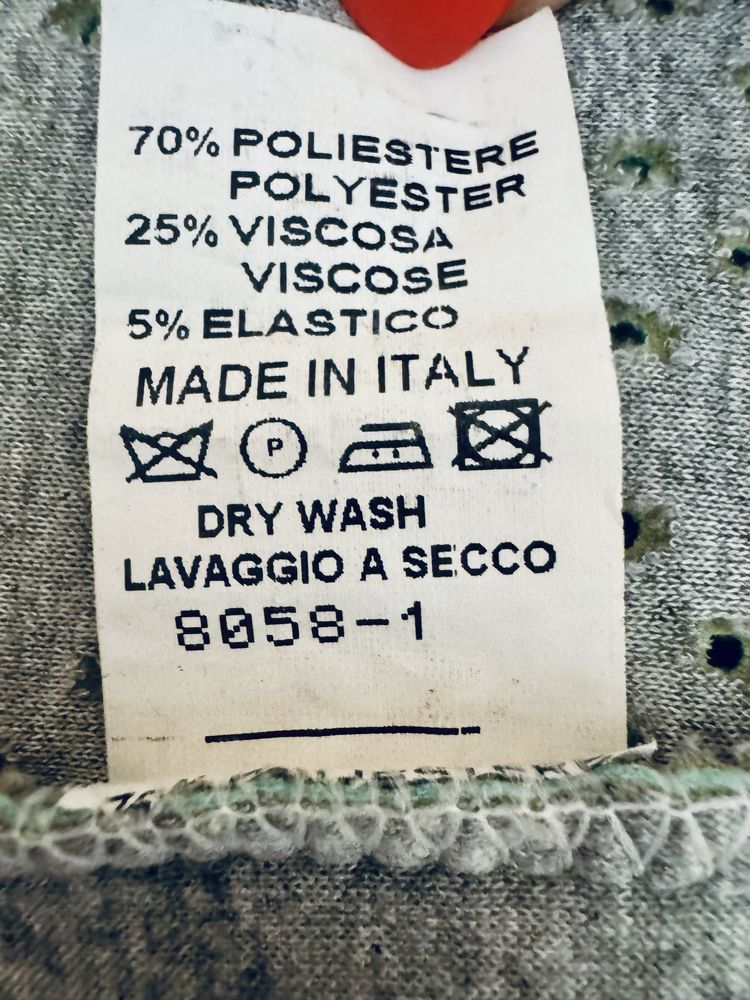 70% POLIESTERE
POLYESTER
25% VISCOSA
VISCOSE
5% ELASTICO
MADE IN ITALY
P
DRY WASH
LAVAGGIO A SECCO
8058-1